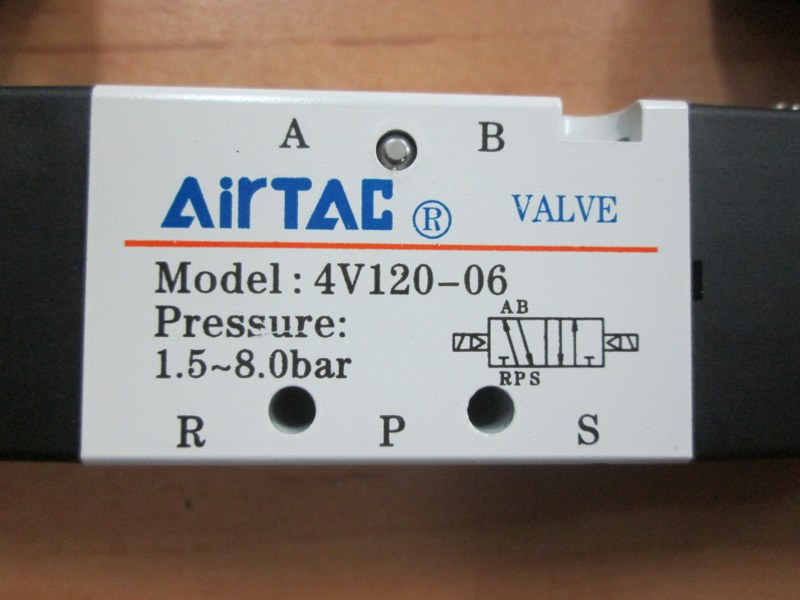 A B
AirTAC ® VALVE
Model: 4V120-06
Pressure:
1.5~8.0bar
AB
RPS
R P S